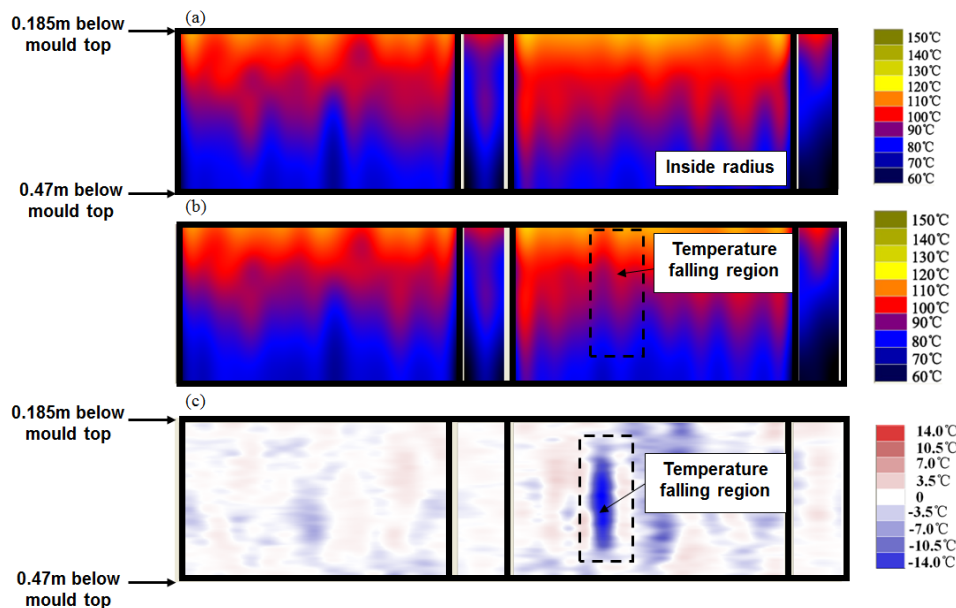 (a)
0.185m below
mould top
Inside radius
0.47m below
mould top
150℃
140℃
130℃
120℃
110℃
100℃
90℃
80℃
70℃
60℃
(b)
Temperature
falling region
150℃
140℃
130℃
120℃
110℃
100℃
90℃
80℃
70℃
60℃
(c)
0.185m below
mould top
Temperature
falling region
0.47m below
mould top
14.0℃
10.5℃
7.0℃
3.5℃
0
-3.5℃
-7.0℃
-10.5℃
-14.0℃